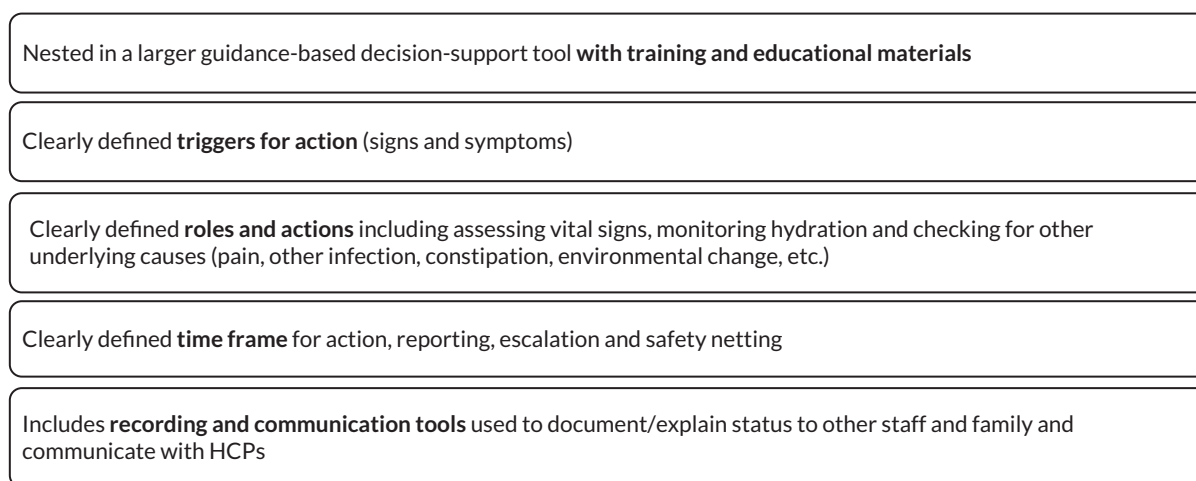 Nested in a larger guidance-based decision-support tool with training and educational materials
Clearly defined triggers for action (signs and symptoms)
Clearly defined roles and actions including assessing vital signs, monitoring hydration and checking for other
underlying causes (pain, other infection, constipation, environmental change, etc.)
Clearly defined time frame for action, reporting, escalation and safety netting
Includes recording and communication tools used to document/explain status to other staff and family and
communicate with HCPs